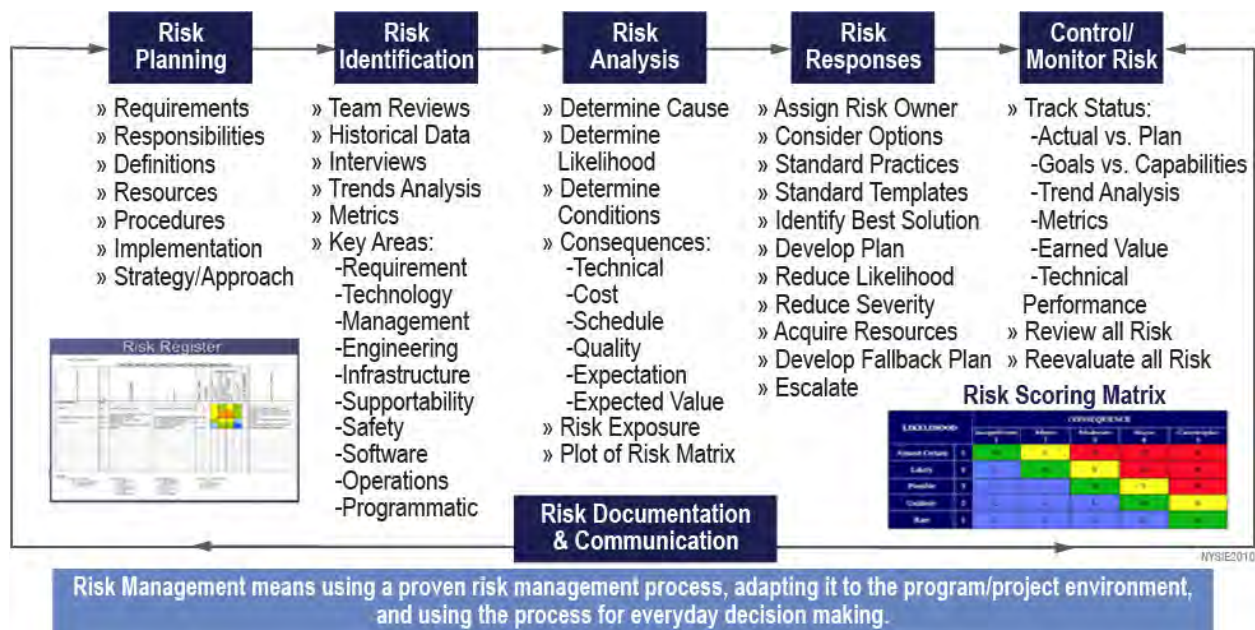 Risk
Planning
Risk
Identification
Risk
Analysis
Risk
Responses
Control/
Monitor Risk
» Requirements
» Responsibilities
» Definitions
» Resources
» Procedures
» Implementation
» Strategy/Approach
» Team Reviews
» Historical Data
» Interviews
» Trends Analysis
» Metrics
» Key Areas:
-Requirement
-Technology
-Management
-Engineering
-Infrastructure
-Supportability
-Safety
-Software
-Operations
-Programmatic
» Determine Cause
» Determine
Likelihood
» Determine
Conditions
» Consequences:
-Technical
-Cost
-Schedule
-Quality
-Expectation
-Expected Value
» Risk Exposure
» Plot of Risk Matrix
» Assign Risk Owner
» Consider Options
» Standard Practices
» Standard Templates
» Identify Best Solution
» Develop Plan
» Reduce Likelihood
» Reduce Severity
» Acquire Resources
» Develop Fallback Plan
» Escalate
» Track Status:
-Actual vs. Plan
-Goals vs. Capabilities
-Trend Analysis
-Metrics
-Earned Value
-Technical
Performance
» Review all Risk
» Reevaluate all Risk
Risk Register
Risk Scoring Matrix
LIKELIHOOD
CONSEQUENCE
Moderate
Major
Almost Certain
Likely
Possible
Rare
Risk Documentation
& Communication
NYSIE2010
Risk Management means using a proven risk management process, adapting it to the program/project environment,
and using the process for everyday decision making.